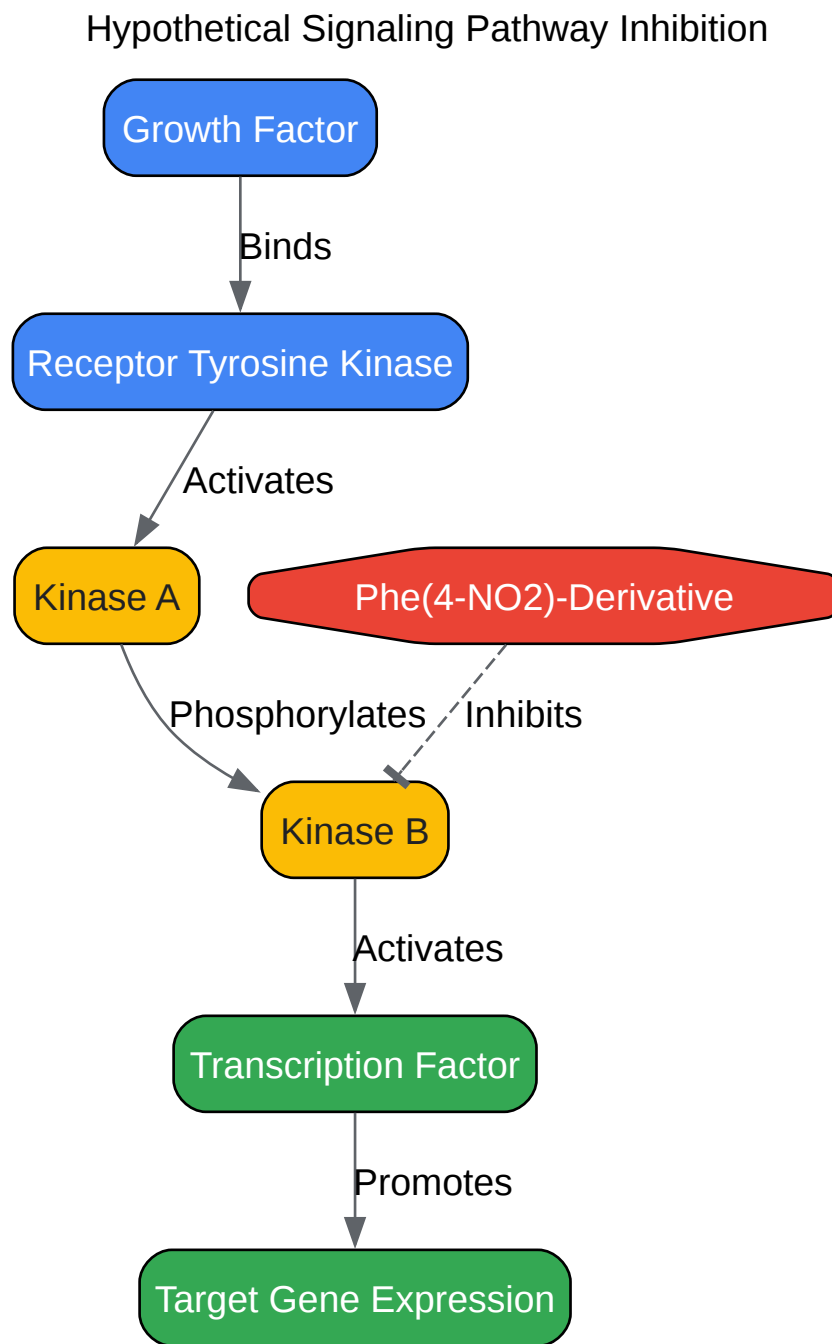 Hypothetical Signaling Pathway Inhibition
Growth Factor
Binds
Receptor Tyrosine Kinase
Activates
Kinase A
Phe(4-NO2)-Derivative
Phosphorylates
Inhibits
Kinase B
Activates
Transcription Factor
Promotes
Target Gene Expression